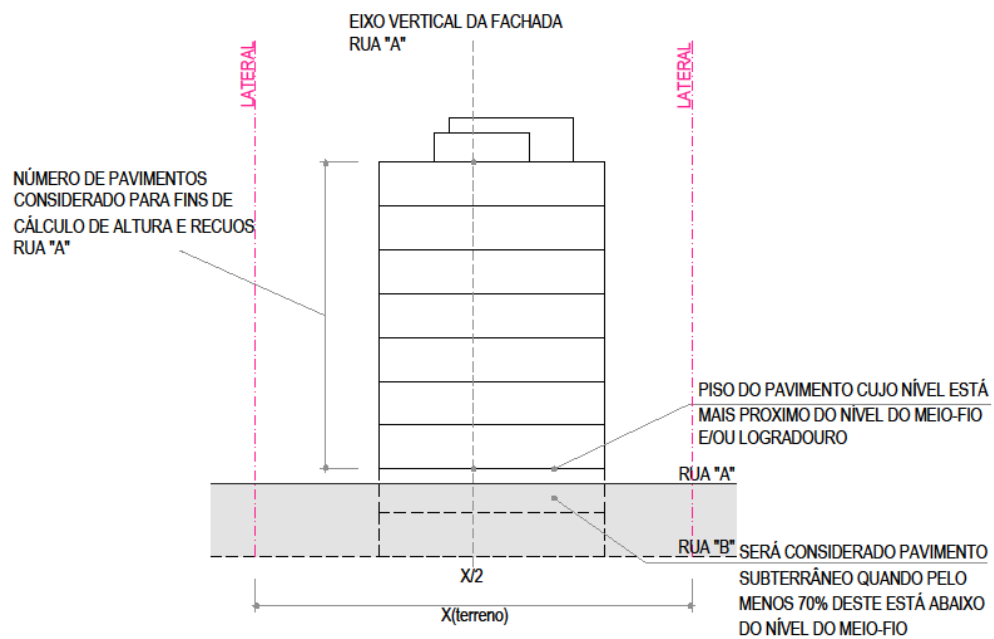 EIXO VERTICAL DA FACHADA
RUA "A"
LATERAL
LATERAL
NÚMERO DE PAVIMENTOS
CONSIDERADO PARA FINS DE
CÁLCULO DE ALTURA E RECUOS
RUA "A"
PISO DO PAVIMENTO CUJO NÍVEL ESTÁ
MAIS PROXIMO DO NÍVEL DO MEIO-FIO
E/OU LOGRADOURO
RUA "A"
RUA "B"
SERÁ CONSIDERADO PAVIMENTO
SUBTERRÂNEO QUANDO PELO
MENOS 70% DESTE ESTÁ ABAIXO
DO NÍVEL DO MEIO-FIO
X/2
X(terreno)